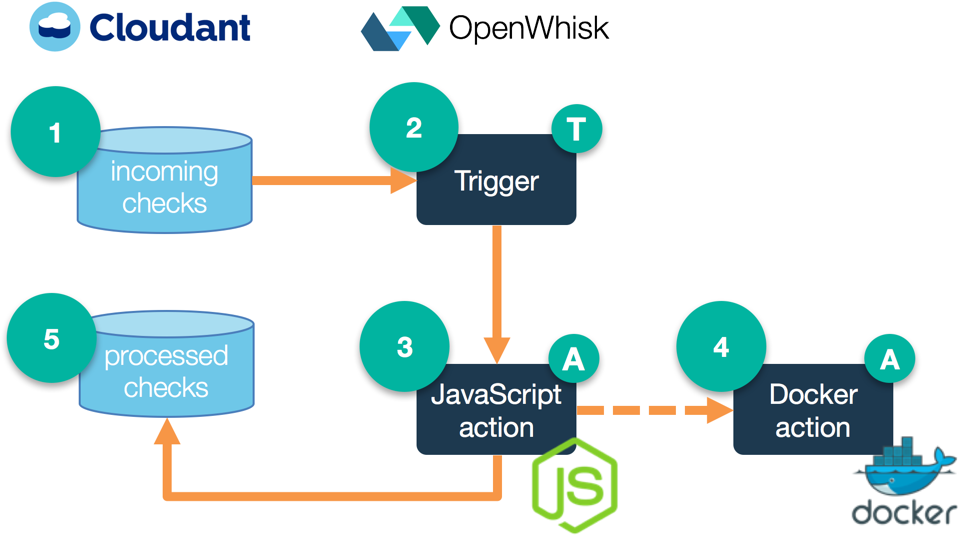 Cloudant
OpenWhisk
1
incoming
checks
2
T
Trigger
3
A
JavaScript
action
JS
4
A
Docker
action
docker
5
processed
checks